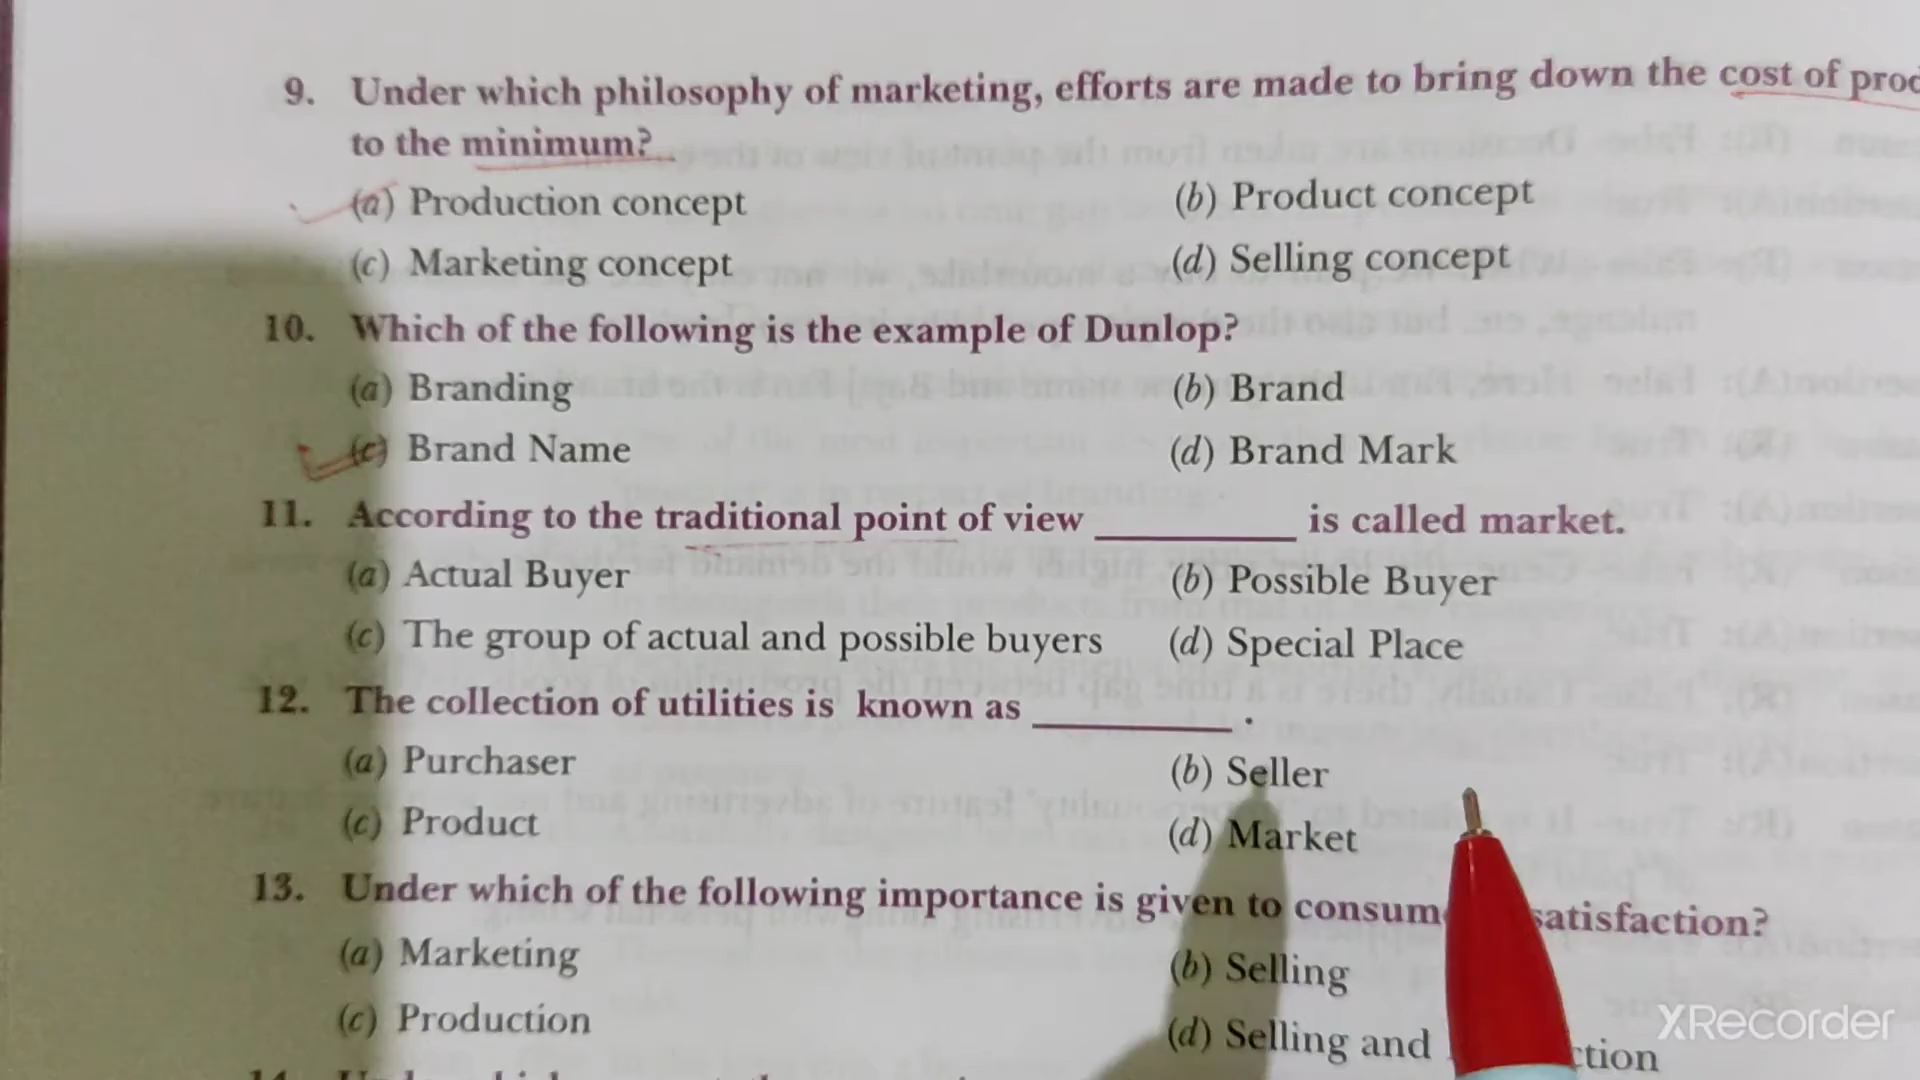 9. Under which philosophy of marketing, efforts are made to bring down the cost of
to the minimum?
(a) Production concept (b) Product concept
(c) Marketing concept (d) Selling concept
10. Which of the following is the example of Dunlop?
(a) Branding (b) Brand
(c) Brand Name (d) Brand Mark
11. According to the traditional point of view __________ is called market.
(a) Actual Buyer (b) Possible Buyer
(c) The group of actual and possible buyers (d) Special Place
12. The collection of utilities is known as __________.
(a) Purchaser (b) Seller
(c) Product (d) Market
13. Under which of the following importance is given to satisfaction?
(a) Marketing (b) Selling
(c) Production (d) Selling and
XRecorder